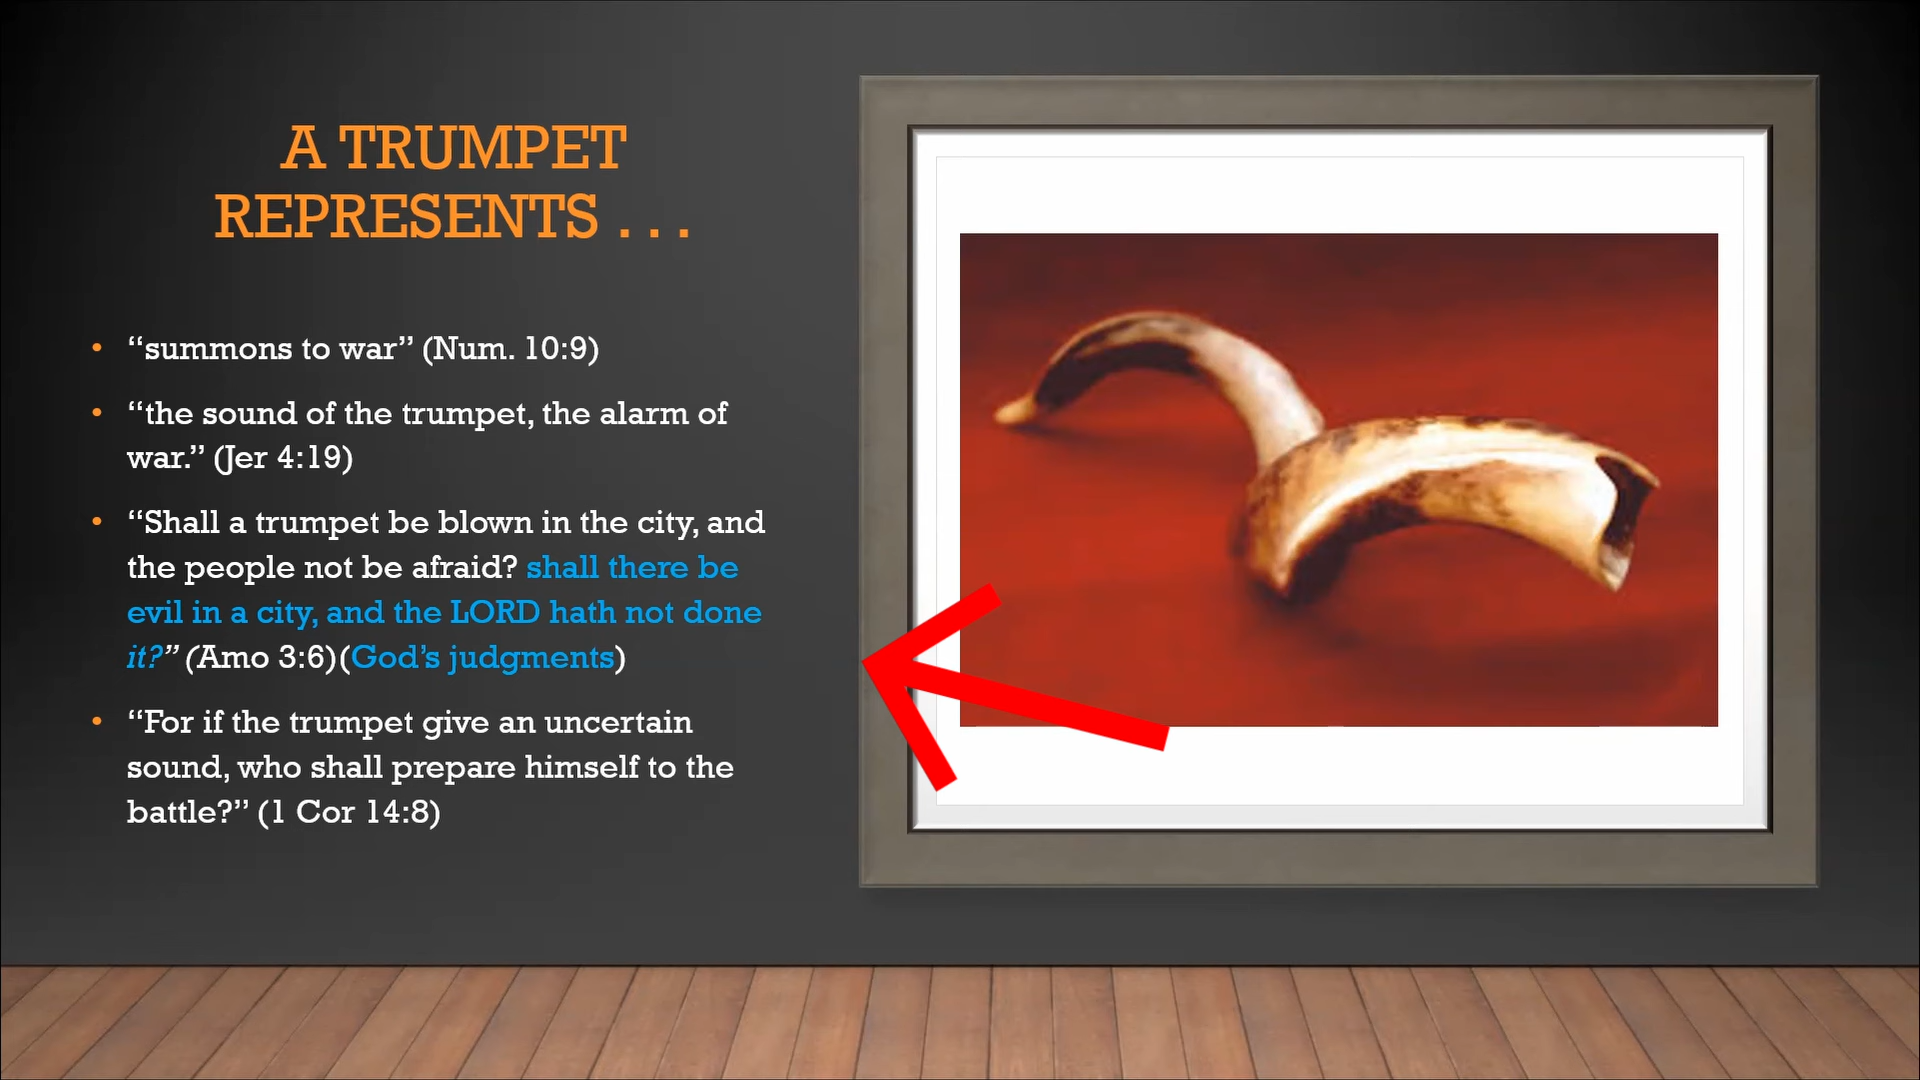 A TRUMPET
REPRESENTS . . .
• “summons to war” (Num. 10:9)
• “the sound of the trumpet, the alarm of
war.” (Jer 4:19)
• “Shall a trumpet be blown in the city, and
the people not be afraid? shall there be
evil in a city, and the LORD hath not done
it?” (Amo 3:6)(God’s judgments)
• “For if the trumpet give an uncertain
sound, who shall prepare himself to the
battle?” (1 Cor 14:8)